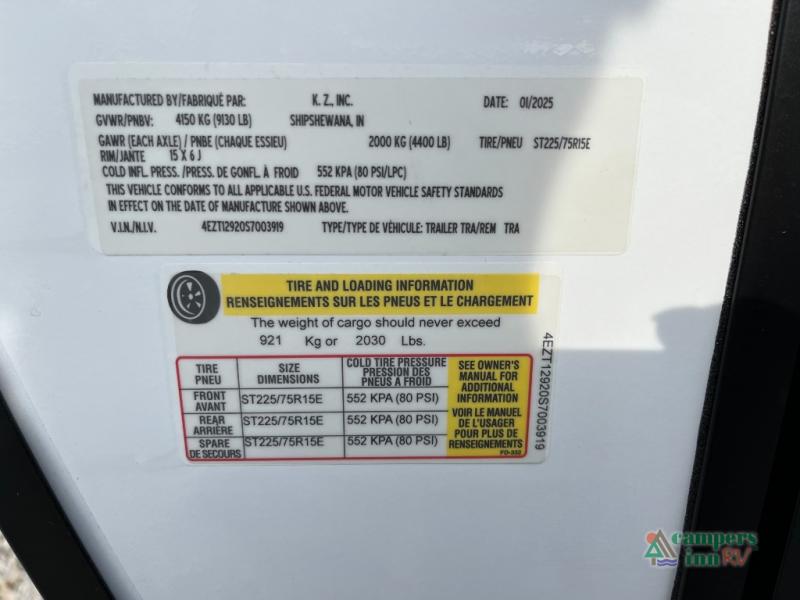 MANUFACTURED BY/FABRIQUÉ PAR: K. Z., INC. DATE: 01/2025
GVWR/PNBV: 4150 KG (9130 LB) SHIPSHEWANA, IN
GAWR (EACH AXLE) / PNBE (CHAQUE ESSIEU) 2000 KG (4400 LB) TIRE/PNEU ST225/75R15E
RIM/JANTE 15 X 6 J
COLD INFL. PRESS./PRESS. DE GONFL. À FROID 552 KPA (80 PSI/LPC)
THIS VEHICLE CONFORMS TO ALL APPLICABLE U.S. FEDERAL MOTOR VEHICLE SAFETY STANDARDS
IN EFFECT ON THE DATE OF MANUFACTURE SHOWN ABOVE.
V.I.N./N.I.V. 4EZT12920S7003919 TYPE/TYPE DE VÉHICULE: TRAILER TRA/REM TRA
TIRE AND LOADING INFORMATION
RENSEIGNEMENTS SUR LES PNEUS ET LE CHARGEMENT
The weight of cargo should never exceed
921 Kg or 2030 Lbs.
TIRE
PNEU
SIZE
DIMENSIONS
COLD TIRE PRESSURE
PRESSION DES
PNEUS A FROID
FRONT
AVANT
ST225/75R15E
552 KPA (80 PSI)
REAR
ARRIÈRE
ST225/75R15E
552 KPA (80 PSI)
SPARE
DE SECOURS
ST225/75R15E
552 KPA (80 PSI)
SEE OWNER'S
MANUAL FOR
ADDITIONAL
INFORMATION
VOIR LE MANUEL
DE L'USAGER
POUR PLUS DE
RENSEIGNEMENTS
PD-332
4EZT12920S7003919
campers
inn RV